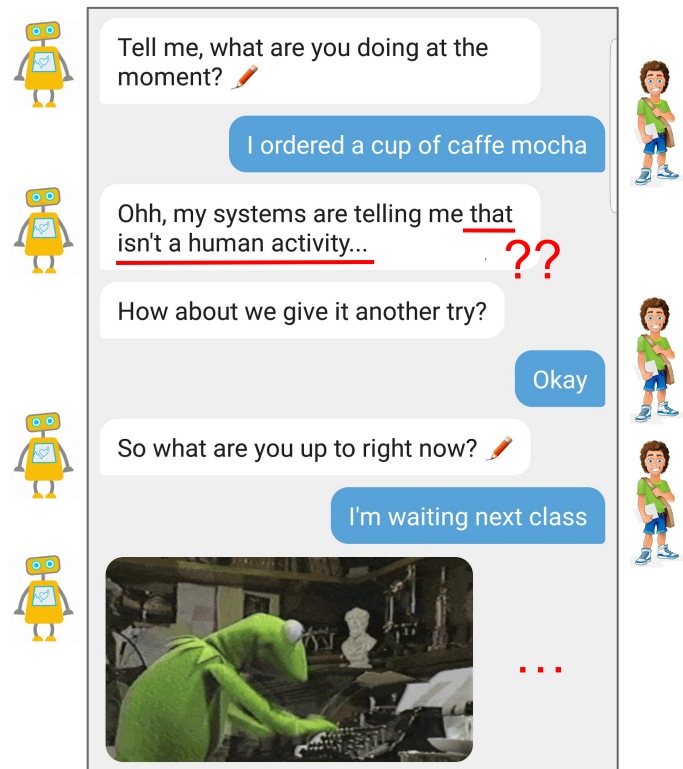 Tell me, what are you doing at the
moment?
I ordered a cup of caffe mocha
Ohh, my systems are telling me that
isn't a human activity...
??
How about we give it another try?
Okay
So what are you up to right now?
I'm waiting next class
...